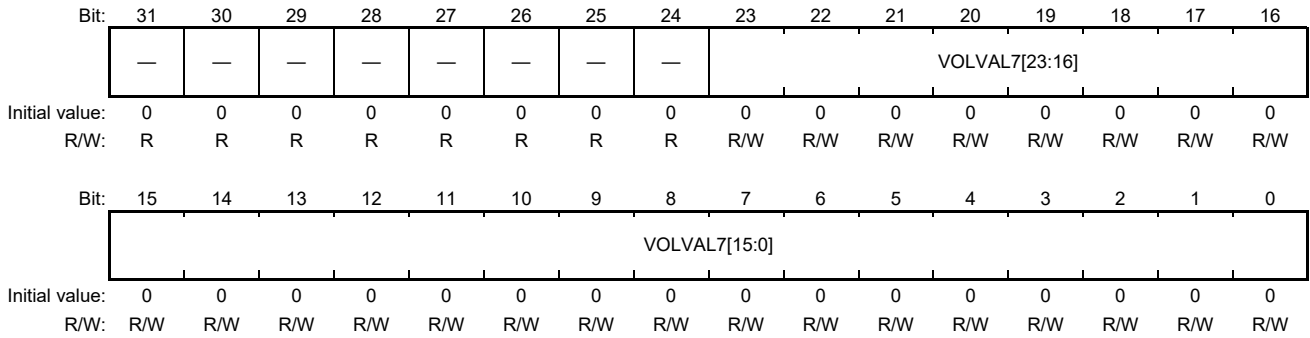 Bit: 31 30 29 28 27 26 25 24 23 22 21 20 19 18 17 16
— — — — — — — — VOLVAL7[23:16]
Initial value: 0 0 0 0 0 0 0 0 0 0 0 0 0 0 0 0
R/W: R R R R R R R R R/W R/W R/W R/W R/W R/W R/W R/W
Bit: 15 14 13 12 11 10 9 8 7 6 5 4 3 2 1 0
VOLVAL7[15:0]
Initial value: 0 0 0 0 0 0 0 0 0 0 0 0 0 0 0 0
R/W: R/W R/W R/W R/W R/W R/W R/W R/W R/W R/W R/W R/W R/W R/W R/W R/W